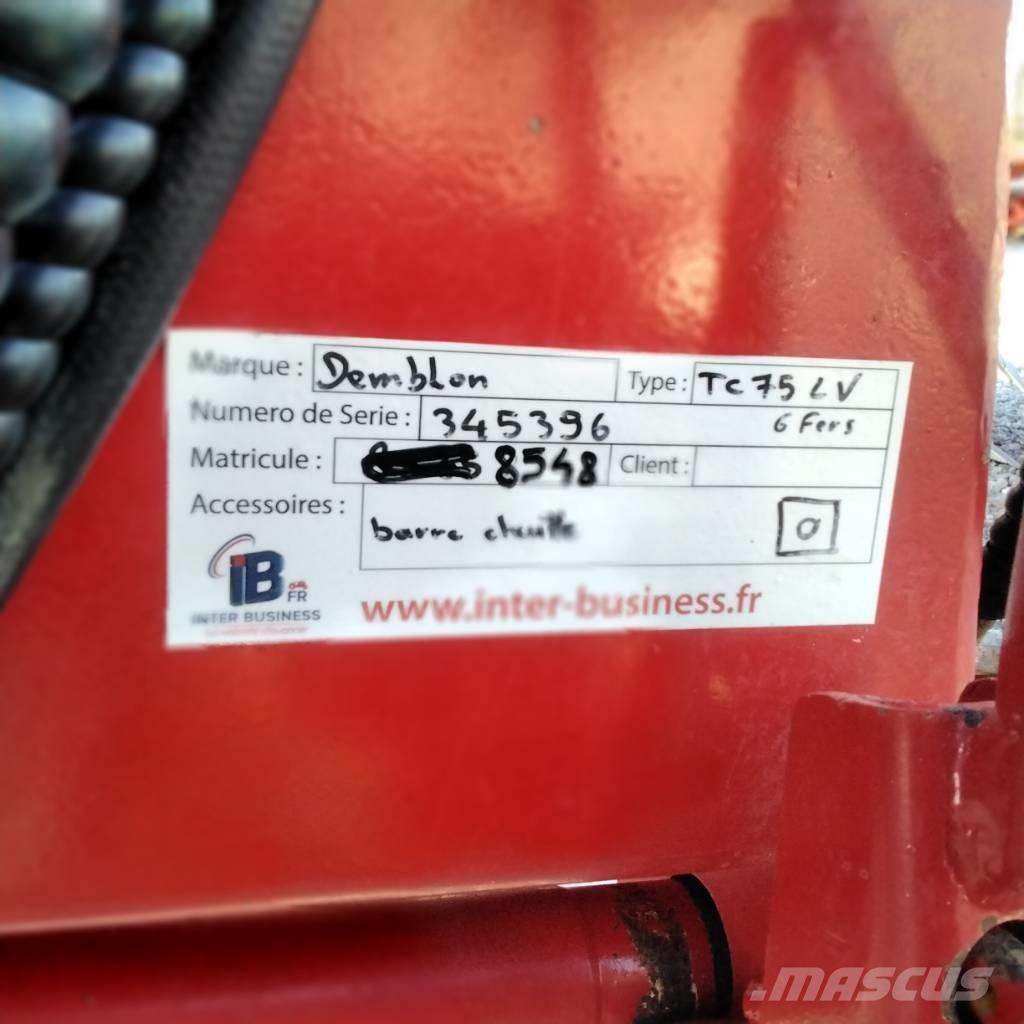 Marque : Demblon Type : TC 75 LV
Numero de Serie : 345396 6 Fers
Matricule : 8548 Client :
Accessoires :
barre
0
iB
FR
INTER BUSINESS
www.inter-business.fr
.MASCUS